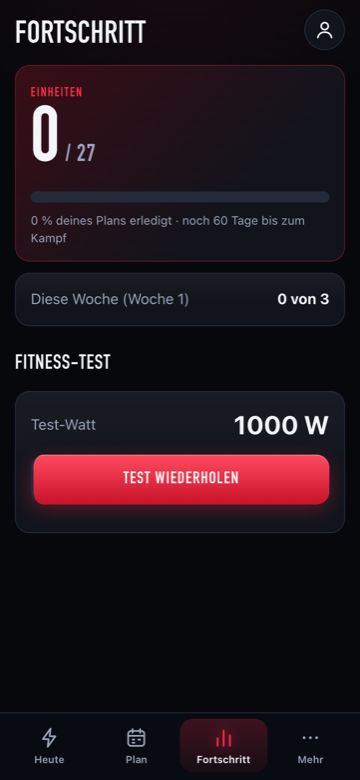 FORTSCHRITT
EINHEITEN
0 / 27
0 % deines Plans erledigt · noch 60 Tage bis zum
Kampf
Diese Woche (Woche 1) 0 von 3
FITNESS-TEST
Test-Watt 1000 W
TEST WIEDERHOLEN
Heute Plan Fortschritt Mehr